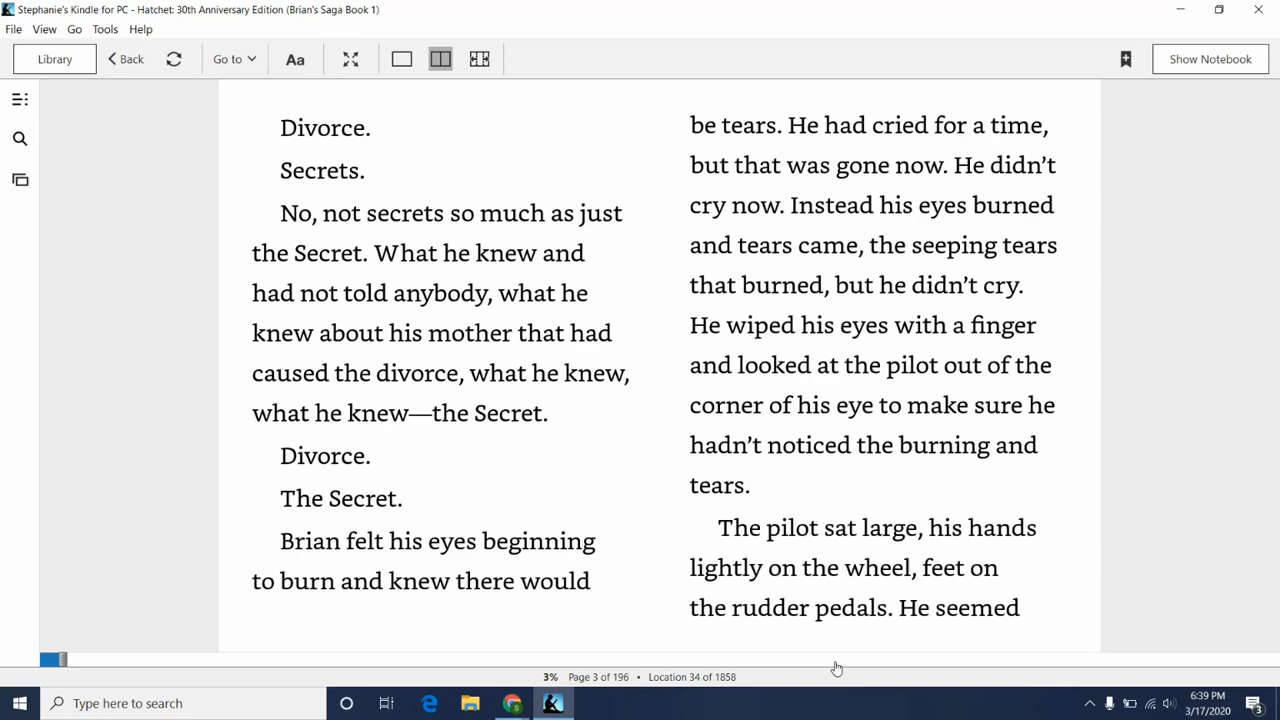 Stephanie's Kindle for PC - Hatchet: 30th Anniversary Edition (Brian's Saga Book 1)
File View Go Tools Help
Library Back Go to Aa Show Notebook
Divorce.
Secrets.
No, not secrets so much as just
the Secret. What he knew and
had not told anybody, what he
knew about his mother that had
caused the divorce, what he knew,
what he knew—the Secret.
Divorce.
The Secret.
Brian felt his eyes beginning
to burn and knew there would
be tears. He had cried for a time,
but that was gone now. He didn't
cry now. Instead his eyes burned
and tears came, the seeping tears
that burned, but he didn't cry.
He wiped his eyes with a finger
and looked at the pilot out of the
corner of his eye to make sure he
hadn't noticed the burning and
tears.
The pilot sat large, his hands
lightly on the wheel, feet on
the rudder pedals. He seemed
3% Page 3 of 196 • Location 34 of 1858
Type here to search
6:39 PM
3/17/2020
3